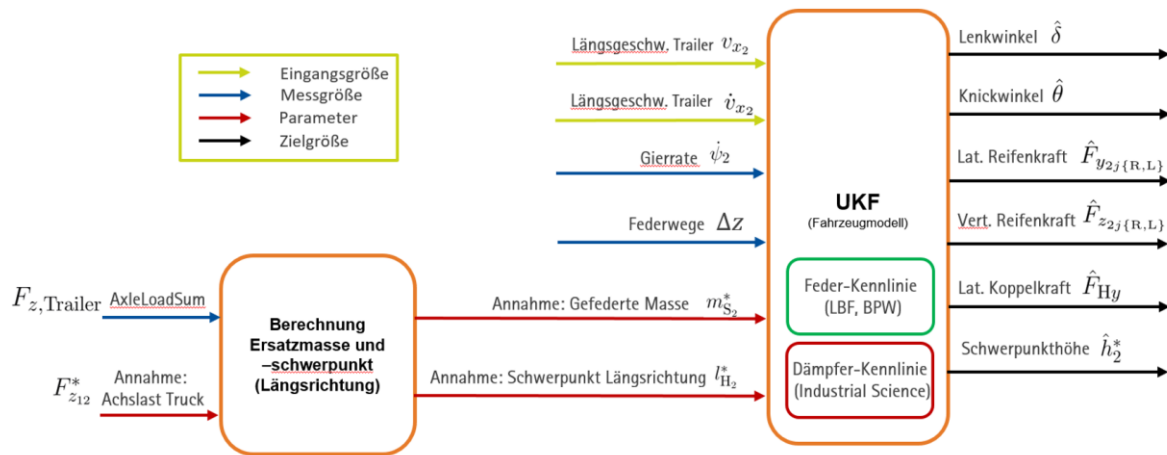 Eingangsgröße
Messgröße
Parameter
Zielgröße
Längsgeschw. Trailer v_{x_2}
Längsgeschw. Trailer \dot{v}_{x_2}
Gierrate \dot{ψ}_2
Federwege ΔZ
F_{z,Trailer} AxleLoadSum
F^*_{z_{12}} Annahme:
Achslast Truck
Berechnung
Ersatzmasse und
–schwerpunkt
(Längsrichtung)
Annahme: Gefederte Masse m^*_{S_2}
Annahme: Schwerpunkt Längsrichtung l^*_{H_2}
UKF
(Fahrzeugmodell)
Feder-Kennlinie
(LBF, BPW)
Dämpfer-Kennlinie
(Industrial Science)
Lenkwinkel \hat{δ}
Knickwinkel \hat{θ}
Lat. Reifenkraft \hat{F}_{y_{2j\{R,L\}}}
Vert. Reifenkraft \hat{F}_{z_{2j\{R,L\}}}
Lat. Koppelkraft \hat{F}_{Hy}
Schwerpunkthöhe \hat{h}^*_2